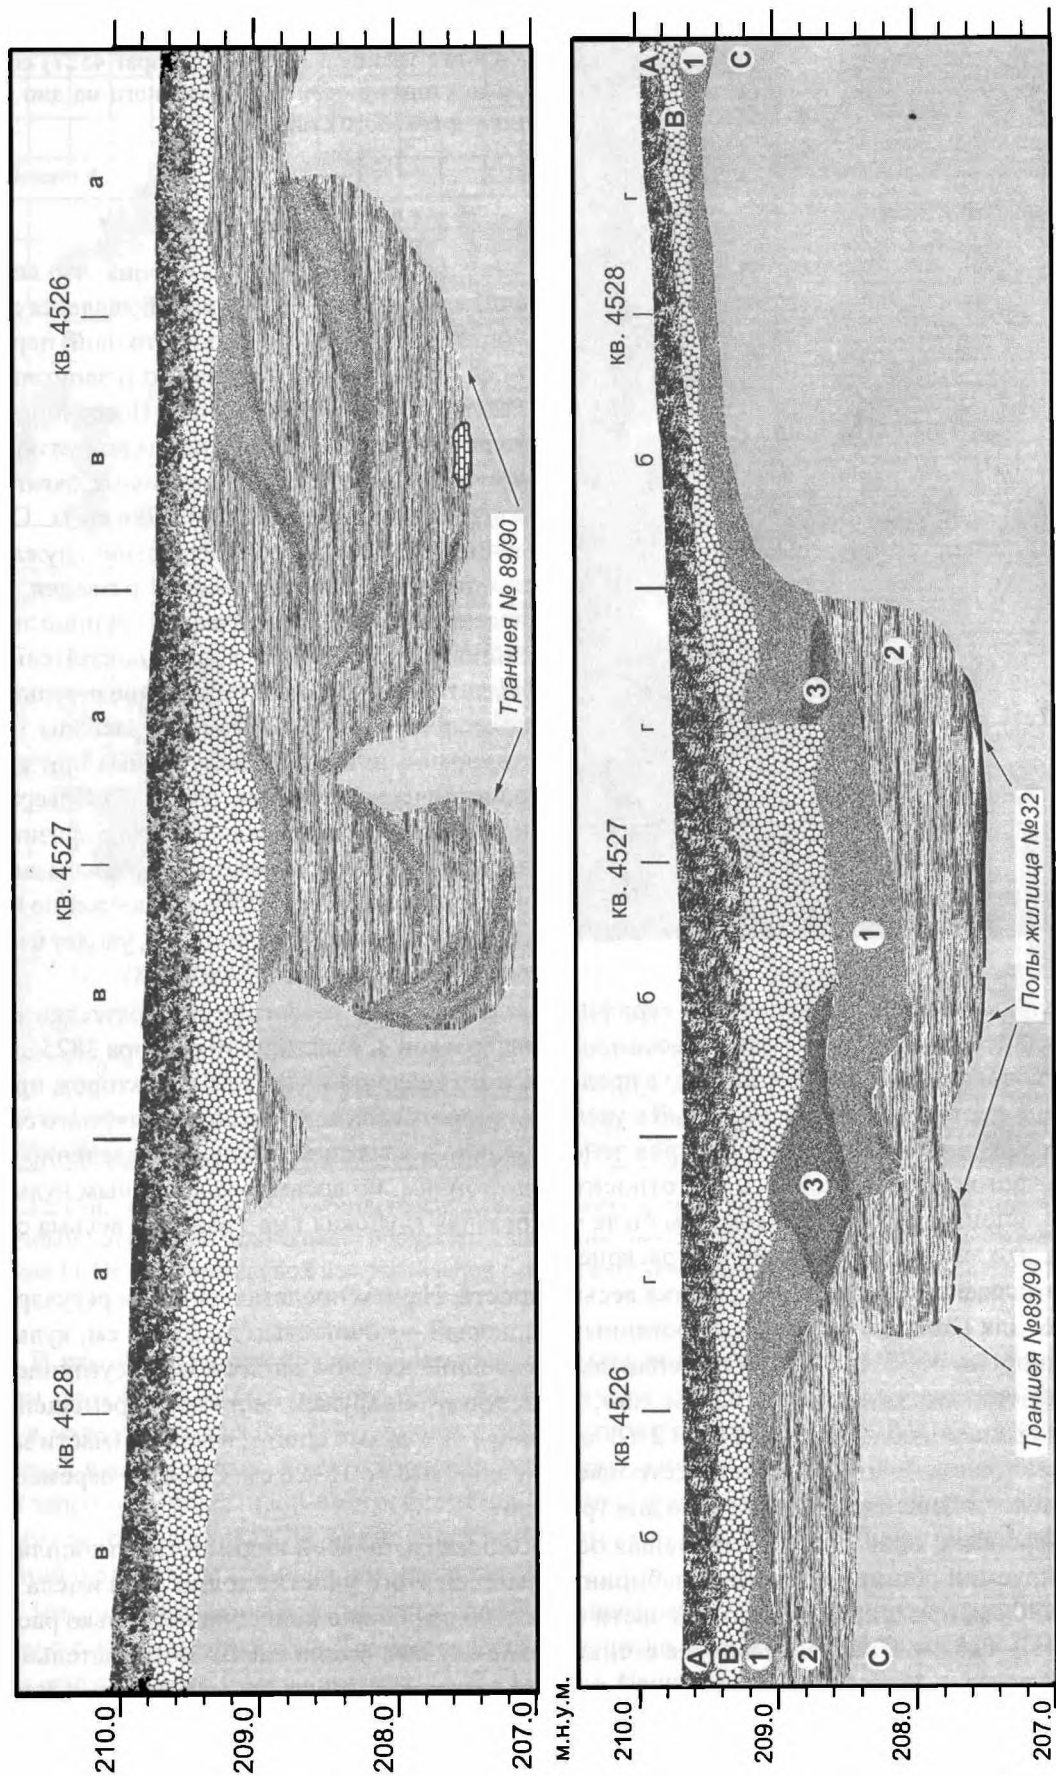 кв. 4528 кв. 4527 кв. 4526
в а в а в а
210.0
209.0
208.0
207.0
Траншея № 89/90
м.н.у.м.
кв. 4526 кв. 4527 кв. 4528
б г б г б г
210.0
209.0
208.0
207.0
A A
B B
1 1
2 C
C
3 1 3 2
Траншея №89/90
Полы жилища №32